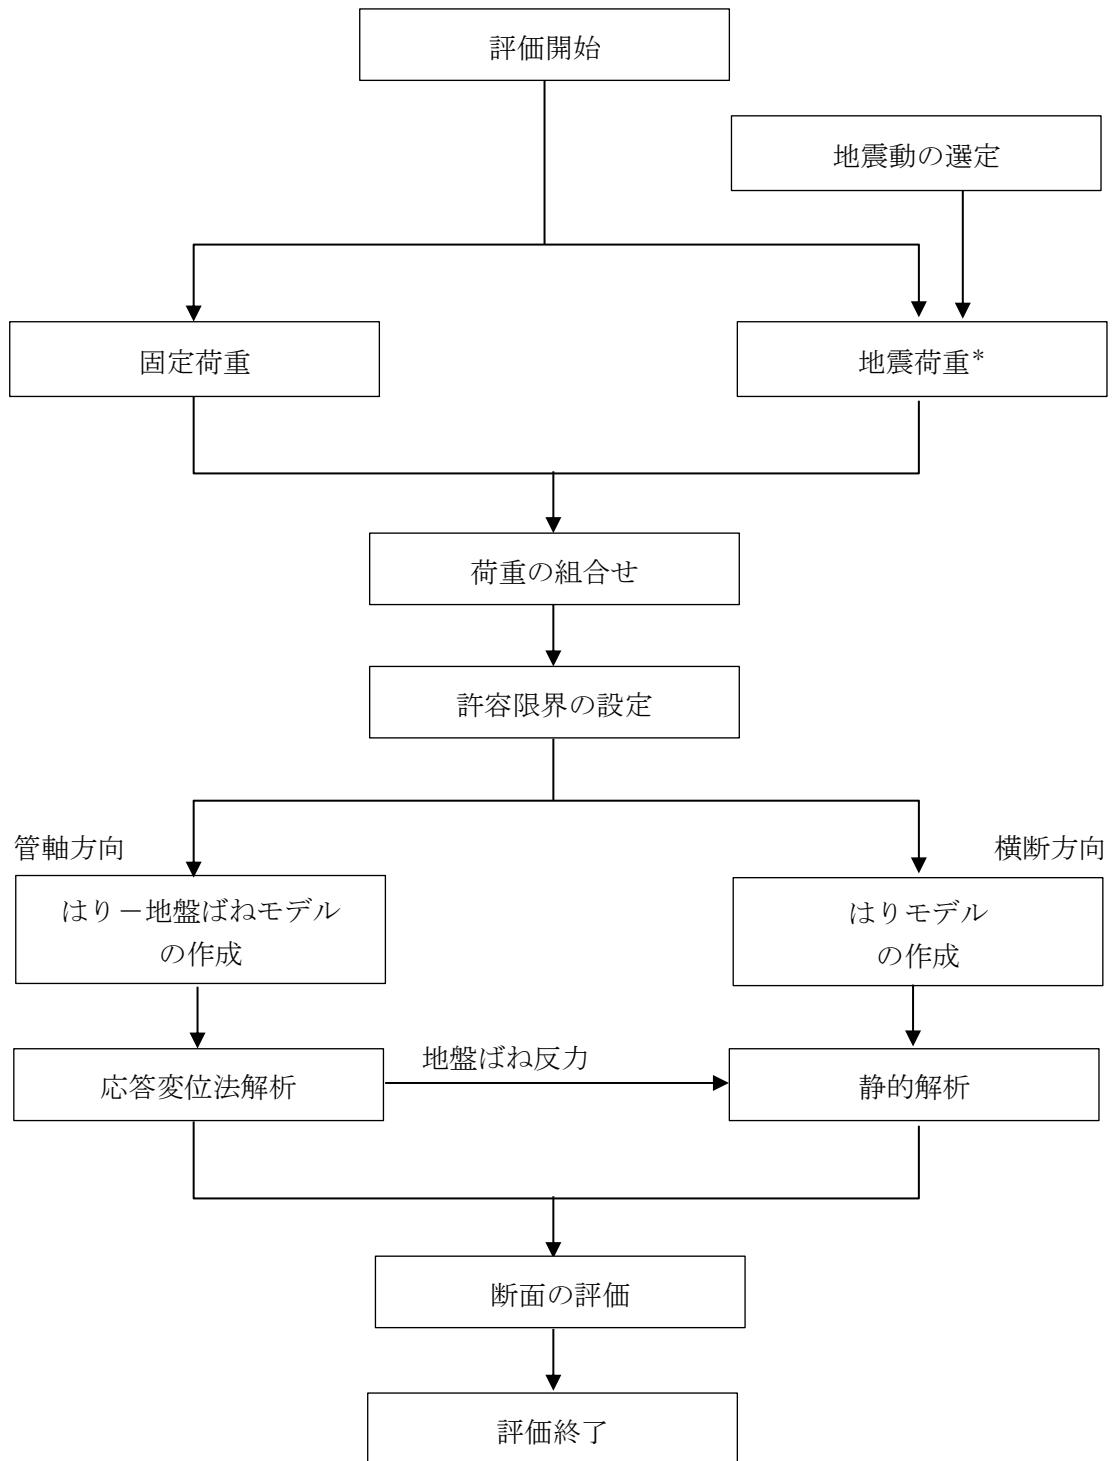 評価開始
地震動の選定
固定荷重
地震荷重*
荷重の組合せ
許容限界の設定
管軸方向
横断方向
はり－地盤ばねモデル
の作成
はりモデル
の作成
応答変位法解析
地盤ばね反力
静的解析
断面の評価
評価終了